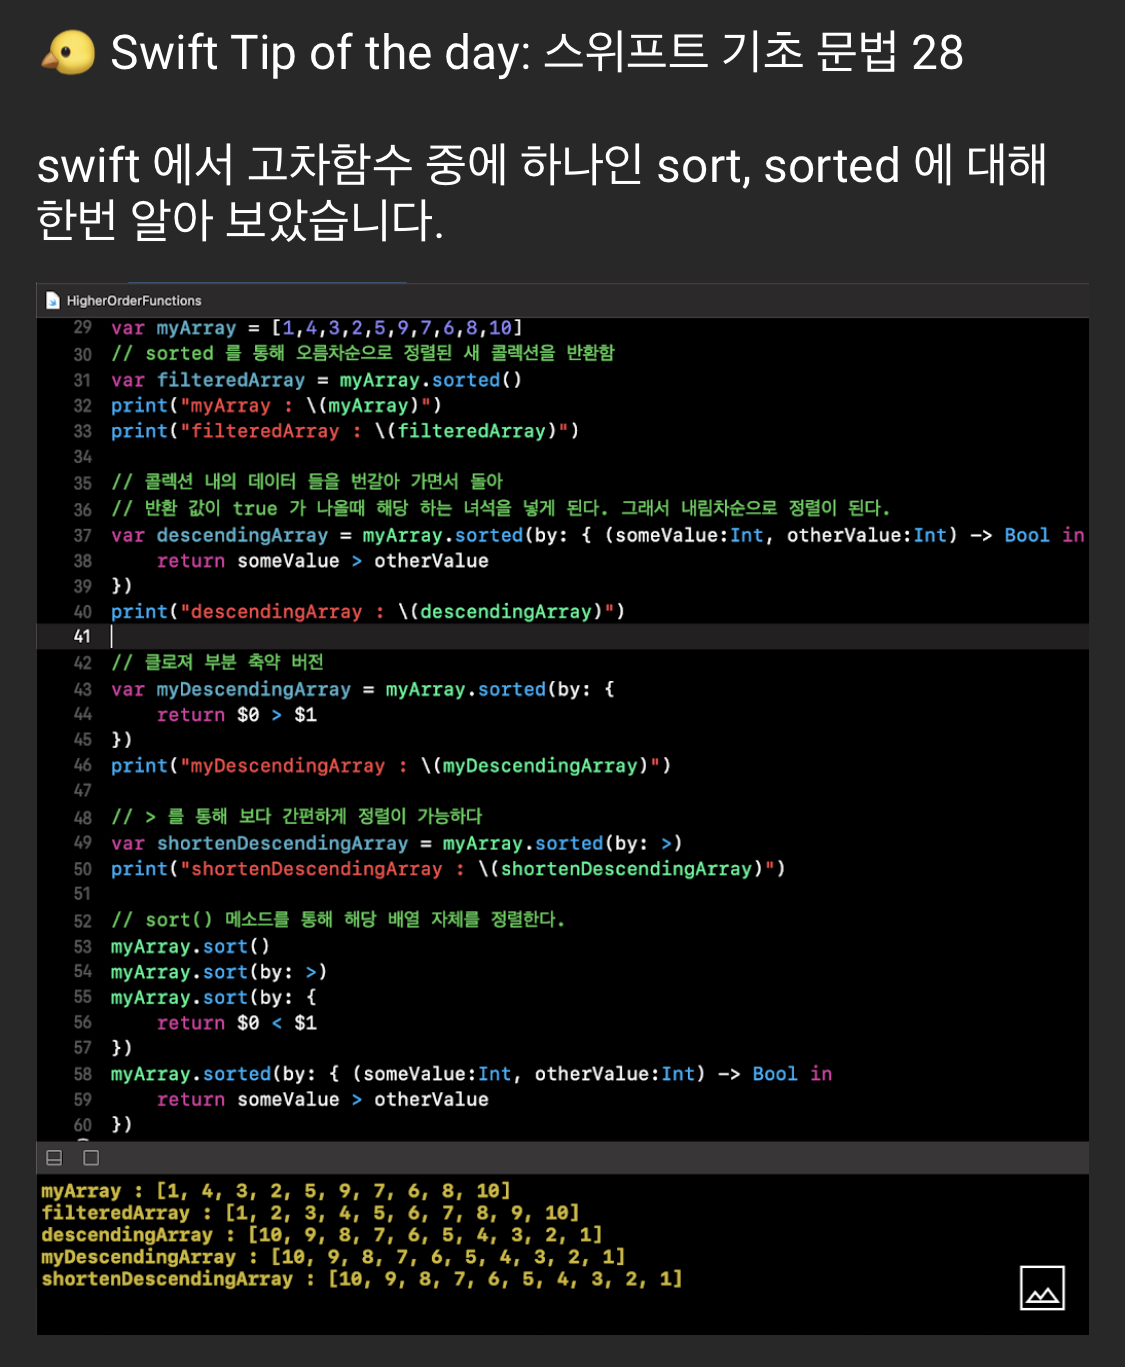 🐤 Swift Tip of the day: 스위프트 기초 문법 28
swift 에서 고차함수 중에 하나인 sort, sorted 에 대해
한번 알아 보았습니다.
HigherOrderFunctions
29 var myArray = [1,4,3,2,5,9,7,6,8,10]
30 // sorted 를 통해 오름차순으로 정렬된 새 콜렉션을 반환함
31 var filteredArray = myArray.sorted()
32 print("myArray : \(myArray)")
33 print("filteredArray : \(filteredArray)")
34
35 // 콜렉션 내의 데이터 들을 번갈아 가면서 돌아
36 // 반환 값이 true 가 나올때 해당 하는 녀석을 넣게 된다. 그래서 내림차순으로 정렬이 된다.
37 var descendingArray = myArray.sorted(by: { (someValue:Int, otherValue:Int) -> Bool in
38     return someValue > otherValue
39 })
40 print("descendingArray : \(descendingArray)")
41
42 // 클로져 부분 축약 버전
43 var myDescendingArray = myArray.sorted(by: {
44     return $0 > $1
45 })
46 print("myDescendingArray : \(myDescendingArray)")
47
48 // > 를 통해 보다 간편하게 정렬이 가능하다
49 var shortenDescendingArray = myArray.sorted(by: >)
50 print("shortenDescendingArray : \(shortenDescendingArray)")
51
52 // sort() 메소드를 통해 해당 배열 자체를 정렬한다.
53 myArray.sort()
54 myArray.sort(by: >)
55 myArray.sort(by: {
56     return $0 < $1
57 })
58 myArray.sorted(by: { (someValue:Int, otherValue:Int) -> Bool in
59     return someValue > otherValue
60 })
myArray : [1, 4, 3, 2, 5, 9, 7, 6, 8, 10]
filteredArray : [1, 2, 3, 4, 5, 6, 7, 8, 9, 10]
descendingArray : [10, 9, 8, 7, 6, 5, 4, 3, 2, 1]
myDescendingArray : [10, 9, 8, 7, 6, 5, 4, 3, 2, 1]
shortenDescendingArray : [10, 9, 8, 7, 6, 5, 4, 3, 2, 1]